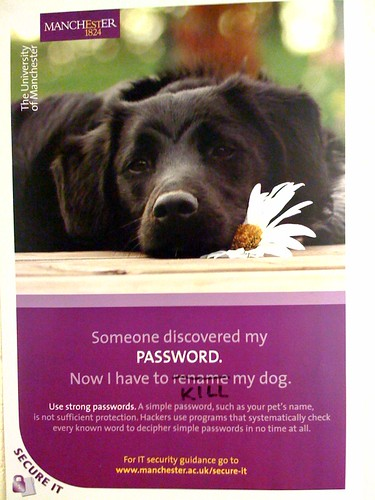 MANCHESTER
1824
The University
of Manchester
Someone discovered my
PASSWORD.
Now I have to rename my dog.
KILL
Use strong passwords. A simple password, such as your pet's name,
is not sufficient protection. Hackers use programs that systematically check
every known word to decipher simple passwords in no time at all.
For IT security guidance go to
www.manchester.ac.uk/secure-it
SECURE IT